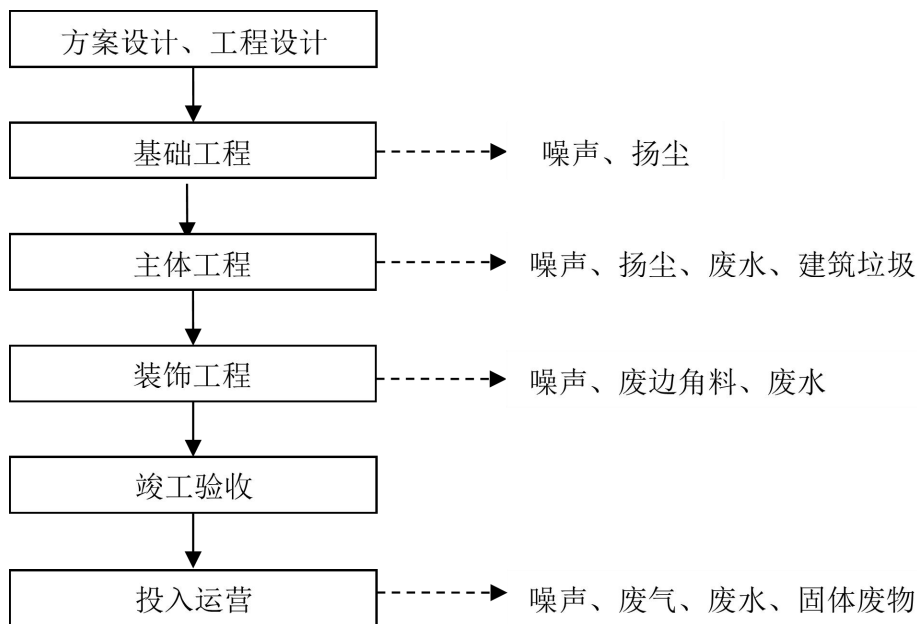 方案设计、工程设计
基础工程
噪声、扬尘
主体工程
噪声、扬尘、废水、建筑垃圾
装饰工程
噪声、废边角料、废水
竣工验收
投入运营
噪声、废气、废水、固体废物